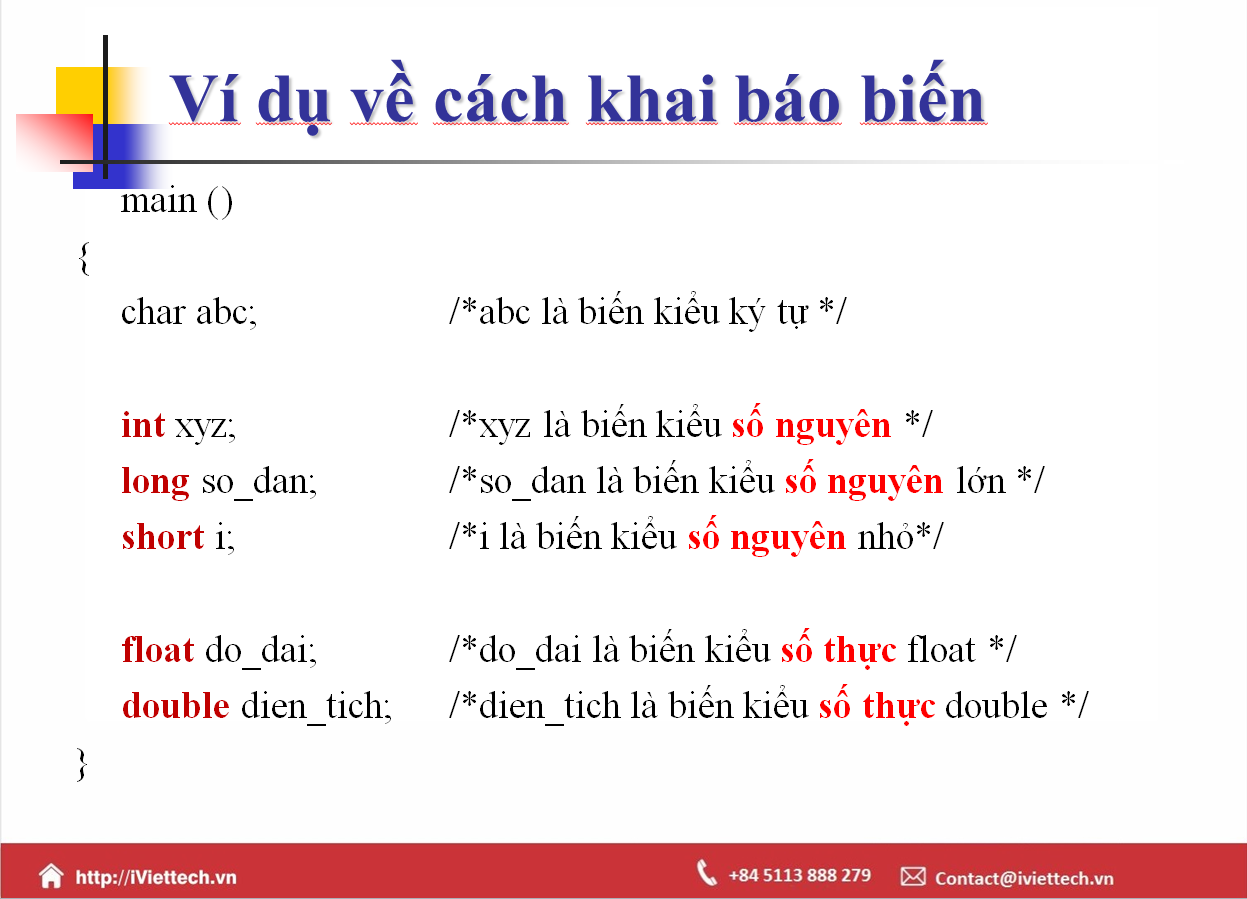 Ví dụ về cách khai báo biến
main ()
{
char abc; /*abc là biến kiểu ký tự */
int xyz; /*xyz là biến kiểu số nguyên */
long so_dan; /*so_dan là biến kiểu số nguyên lớn */
short i; /*i là biến kiểu số nguyên nhỏ*/
float do_dai; /*do_dai là biến kiểu số thực float */
double dien_tich; /*dien_tich là biến kiểu số thực double */
}
http://iViettech.vn +84 5113 888 279 Contact@iviettech.vn